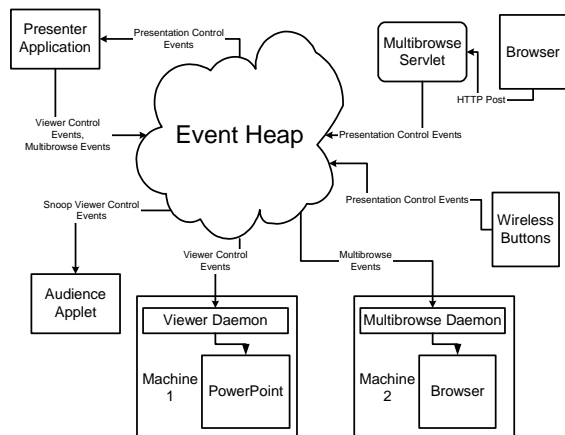 Presenter
Application
Presentation Control
Events
Multibrowse
Servlet
Browser
HTTP Post
Viewer Control
Events,
Multibrowse Events
Event Heap
Presentation Control Events
Presentation Control Events
Snoop Viewer Control
Events
Wireless
Buttons
Viewer Control
Events
Multibrowse
Events
Audience
Applet
Viewer Daemon
Multibrowse Daemon
Machine
1
PowerPoint
Machine
2
Browser